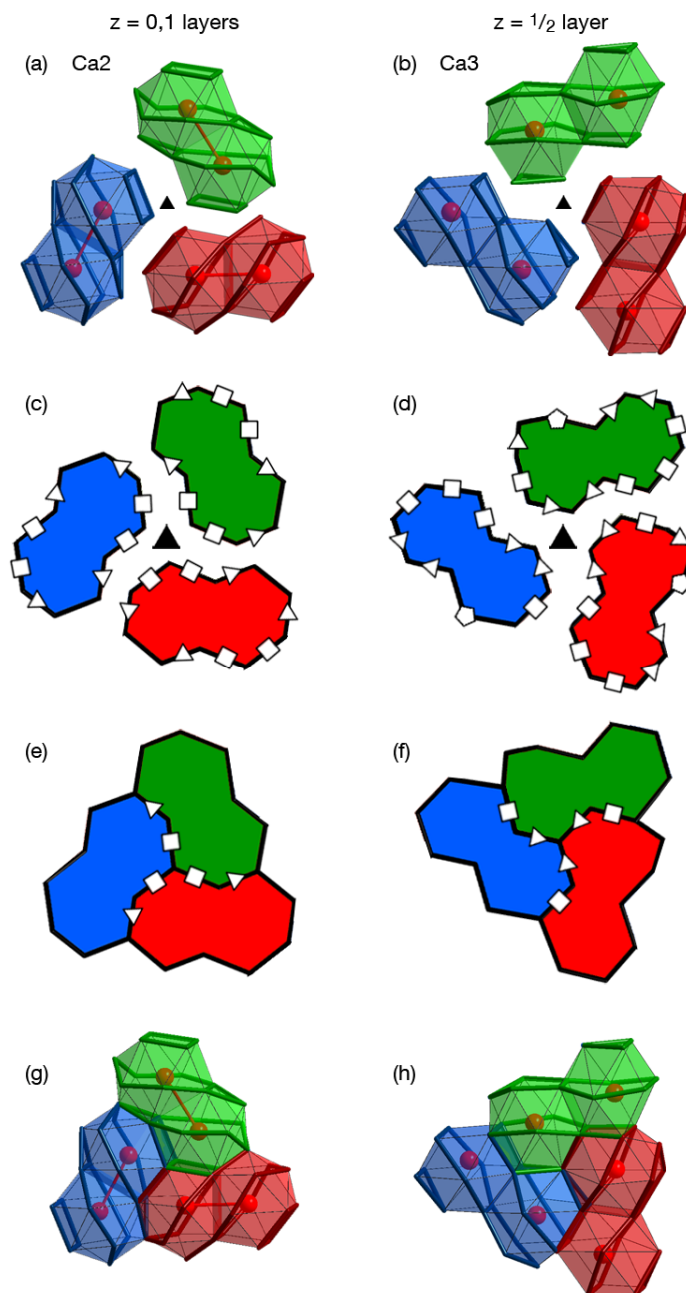 z = 0,1 layers
z = 1/2 layer
(a) Ca2
(b) Ca3
(c)
(d)
(e)
(f)
(g)
(h)